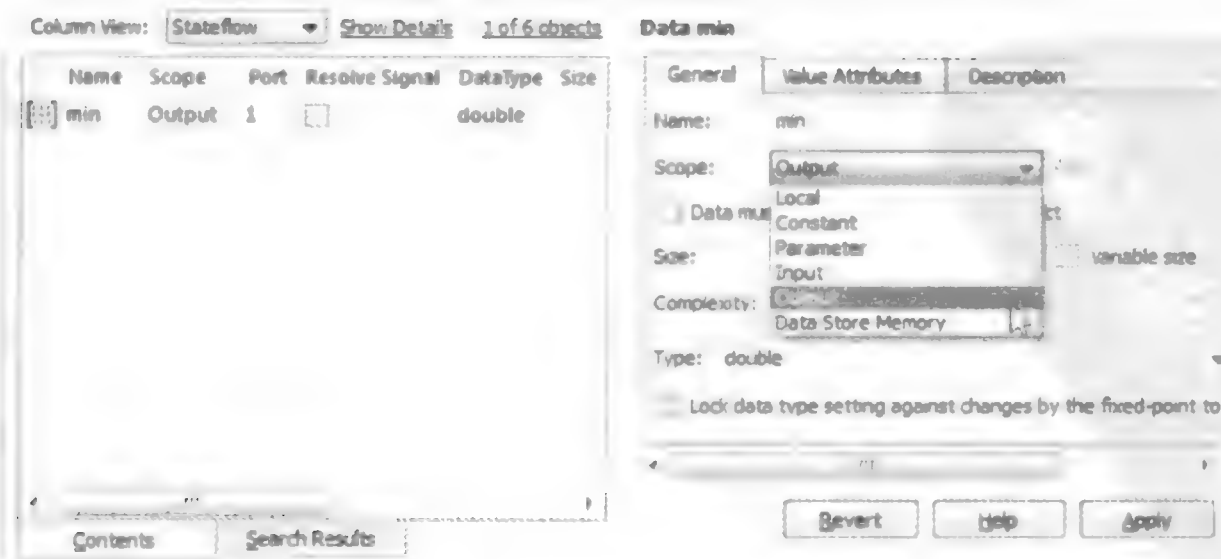 Column View: Stateflow Show Details 1 of 6 objects
Name Scope Port Resolve Signal DataType Size
min Output 1 double
Contents Search Results
Data min
General Value Attributes Description
Name: min
Scope: Output
Local
Data mu
Constant
Parameter
Size: variable size
Input
Complexity:
Data Store Memory
Type: double
Lock data type setting against changes by the fixed-point to
Revert Help Apply